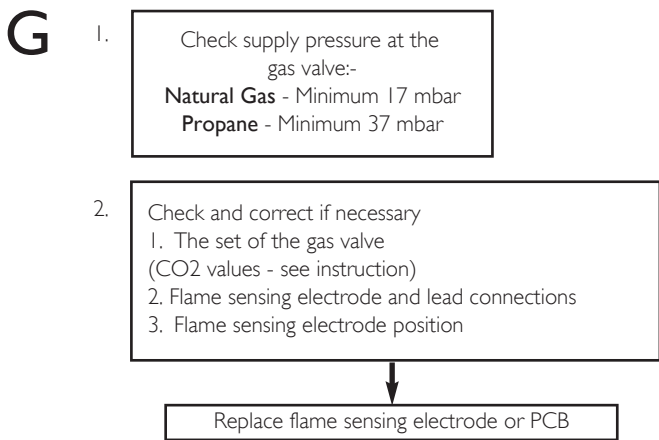 G
1.
Check supply pressure at the
gas valve:-
Natural Gas - Minimum 17 mbar
Propane - Minimum 37 mbar
2.
Check and correct if necessary
1. The set of the gas valve
(CO2 values - see instruction)
2. Flame sensing electrode and lead connections
3. Flame sensing electrode position
Replace flame sensing electrode or PCB